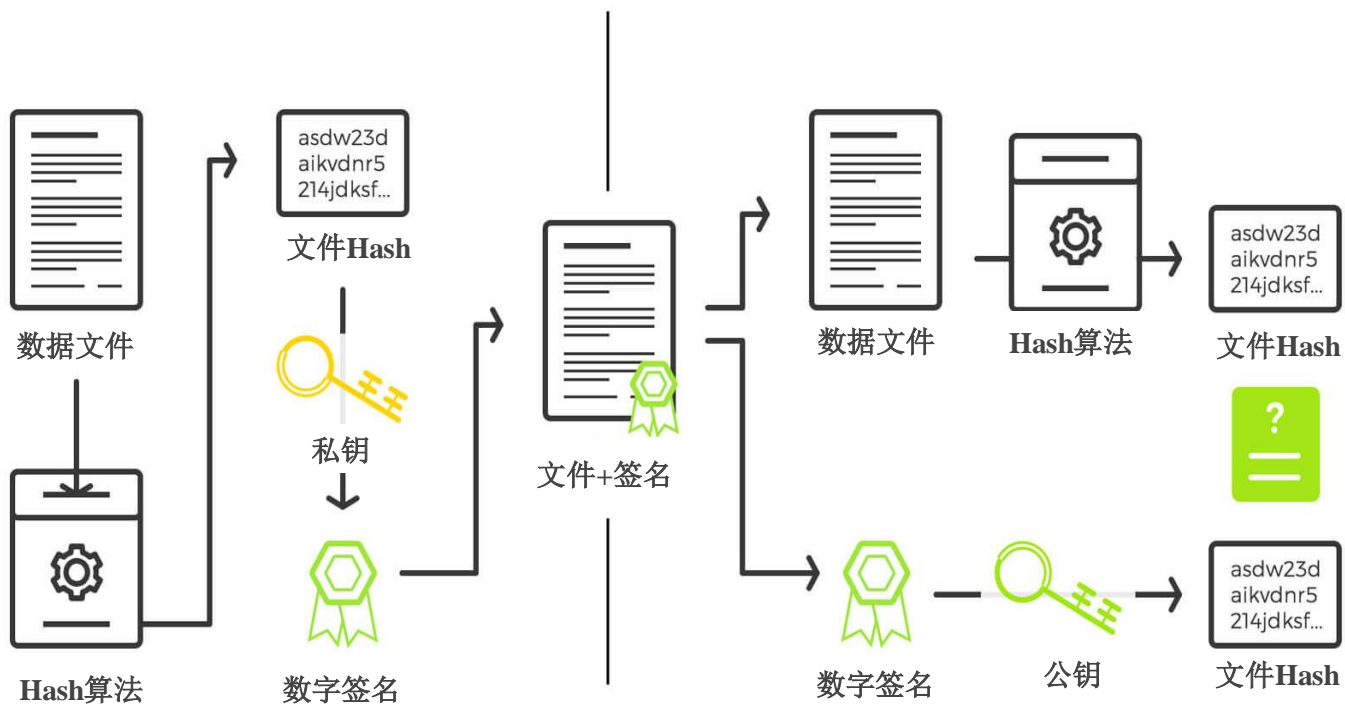 asdw23d
aikvdnr5
214jdksf...
文件Hash
数据文件
私钥
Hash算法
数字签名
文件+签名
数据文件
Hash算法
asdw23d
aikvdnr5
214jdksf...
文件Hash
?
数字签名
公钥
asdw23d
aikvdnr5
214jdksf...
文件Hash